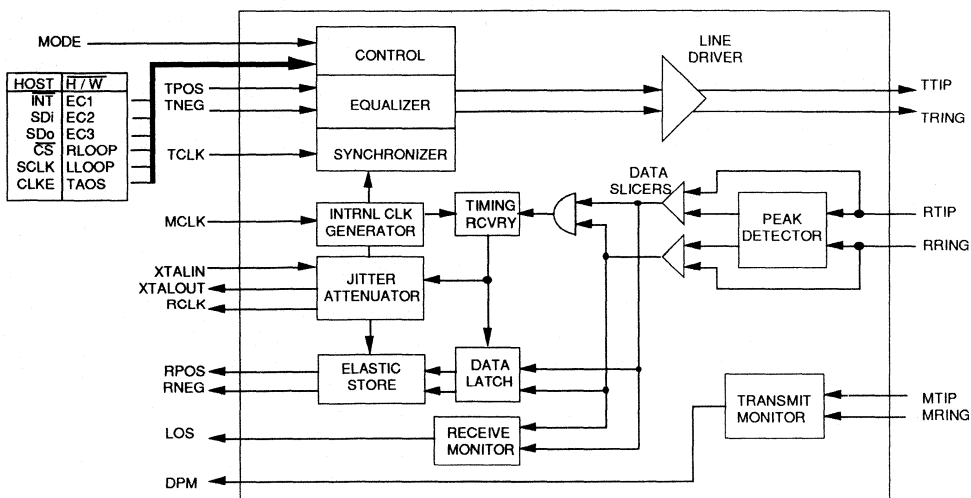 MODE
HOST H/W
INT EC1
SDi EC2
SDo EC3
CS RLOOP
SCLK LLOOP
CLKE TAOS
TPOS
TNEG
TCLK
MCLK
XTALIN
XTALOUT
RCLK
RPOS
RNEG
LOS
DPM
CONTROL
EQUALIZER
SYNCHRONIZER
INTRNL CLK
GENERATOR
TIMING
RCVRY
JITTER
ATTENUATOR
ELASTIC
STORE
DATA
LATCH
RECEIVE
MONITOR
LINE
DRIVER
DATA
SLICERS
PEAK
DETECTOR
TRANSMIT
MONITOR
TTIP
TRING
RTIP
RRING
MTIP
MRING